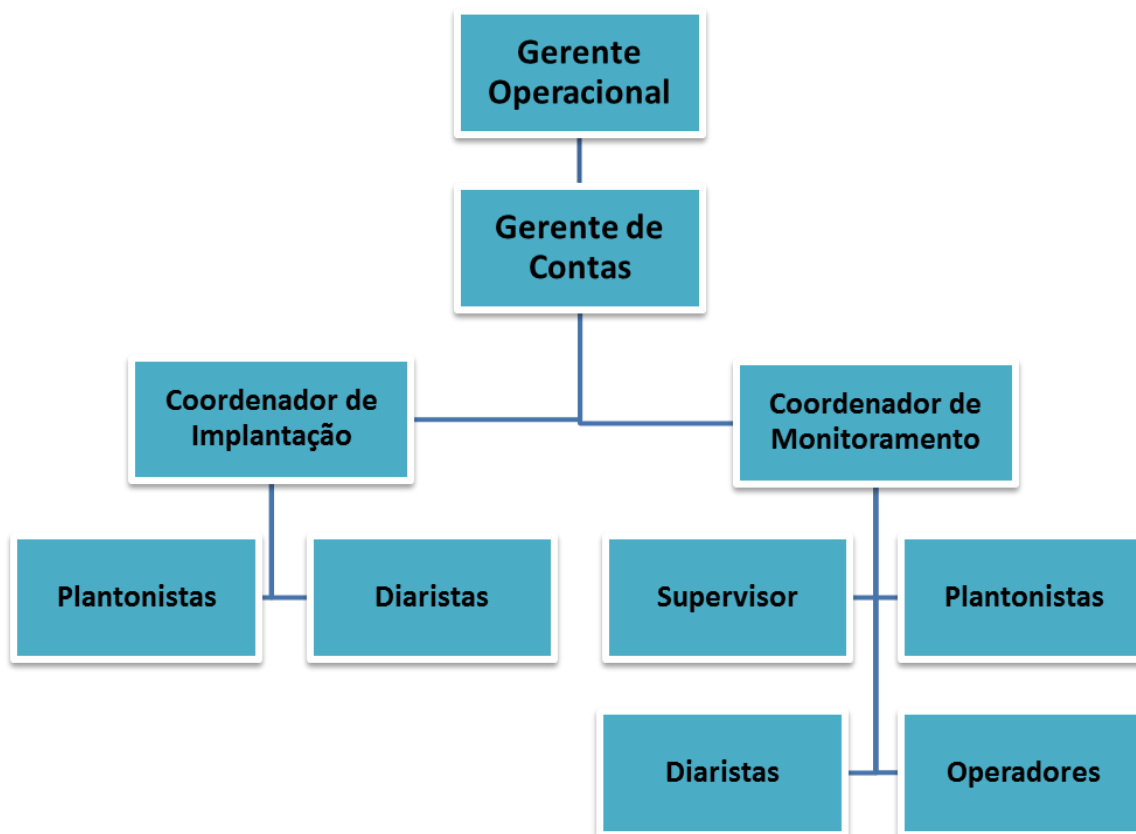 Gerente
Operacional
Gerente de
Contas
Coordenador de
Implantação
Coordenador de
Monitoramento
Plantonistas
Diaristas
Supervisor
Plantonistas
Diaristas
Operadores